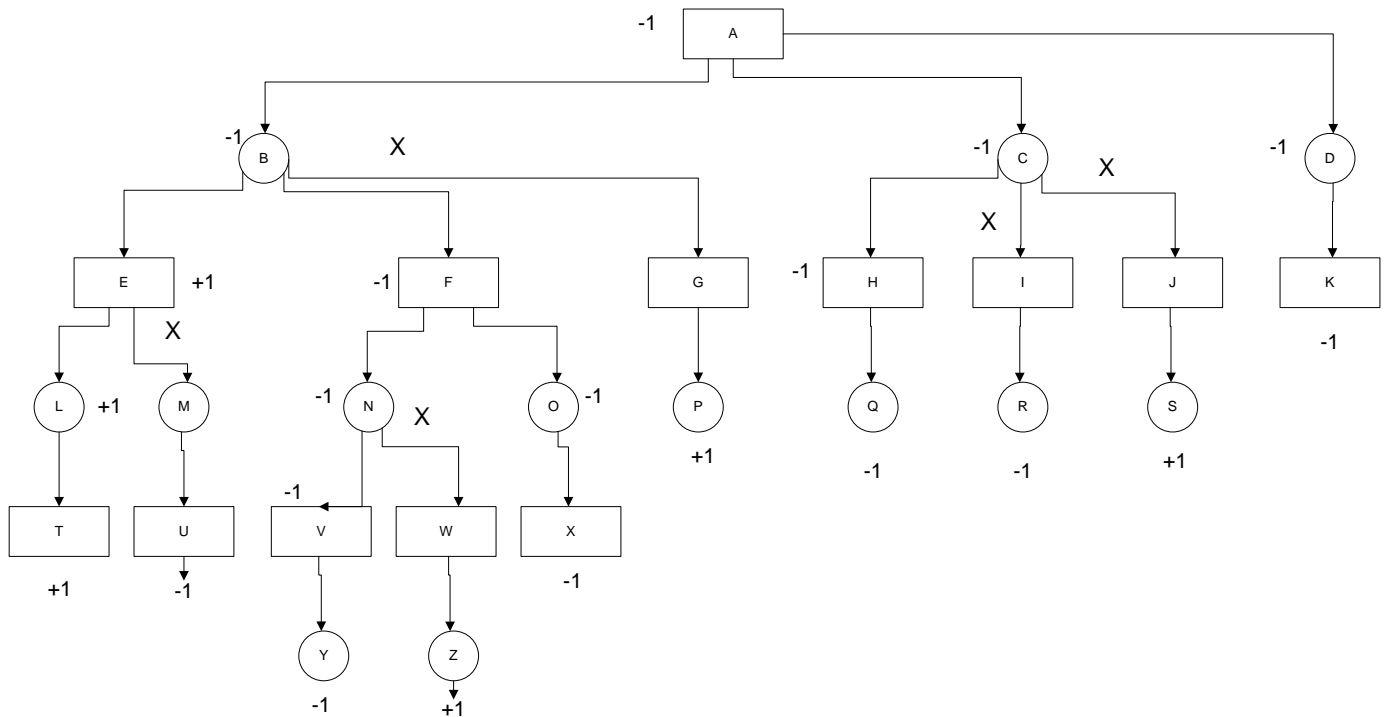 -1 A
-1 B X -1 C X -1 D
X
E +1 -1 F G -1 H I J K
X -1
L +1 M -1 N X O -1 P Q R S
+1 -1 -1 +1
-1
T U V W X
+1 -1 -1
Y Z
-1 +1